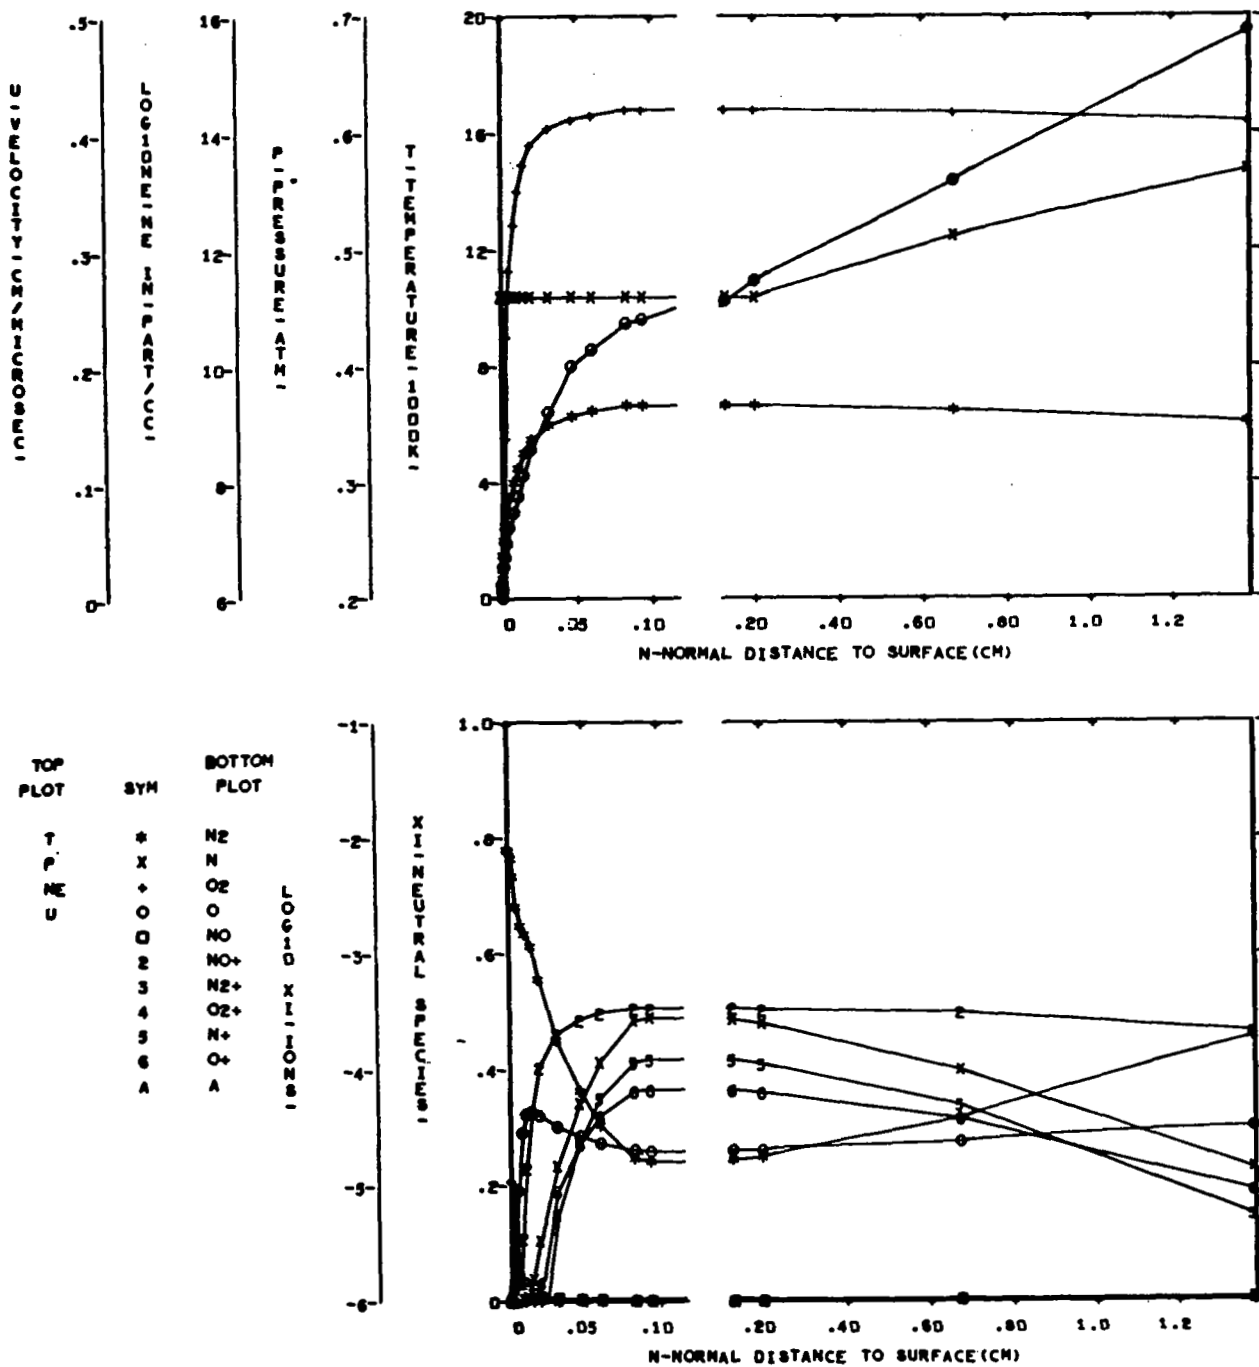 .5-
.4-
.3-
.2-
.1-
0-
U-VELOCITY-CM/MICROSEC-
16-
14-
12-
10-
8-
6-
LOG10NE-NE IN-PART/CC-
.7-
.6-
.5-
.4-
.3-
.2-
P-PRESSURE-ATM-
20
16
12
8
4
0
T-TEMPERATURE-1000K-
0 .05 .10 .20 .40 .60 .80 1.0 1.2
N-NORMAL DISTANCE TO SURFACE(CM)
TOP PLOT SYM BOTTOM PLOT
T * N2
P X N
NE + O2
U O O
□ NO
2 NO+
3 N2+
4 O2+
5 N+
6 O+
A A
-1-
-2-
-3-
-4-
-5-
-6-
LOG10 XI-IONS-
1.0
.8
.6
.4
.2
0
XI-NEUTRAL SPECIES-
0 .05 .10 .20 .40 .60 .80 1.0 1.2
N-NORMAL DISTANCE TO SURFACE(CM)